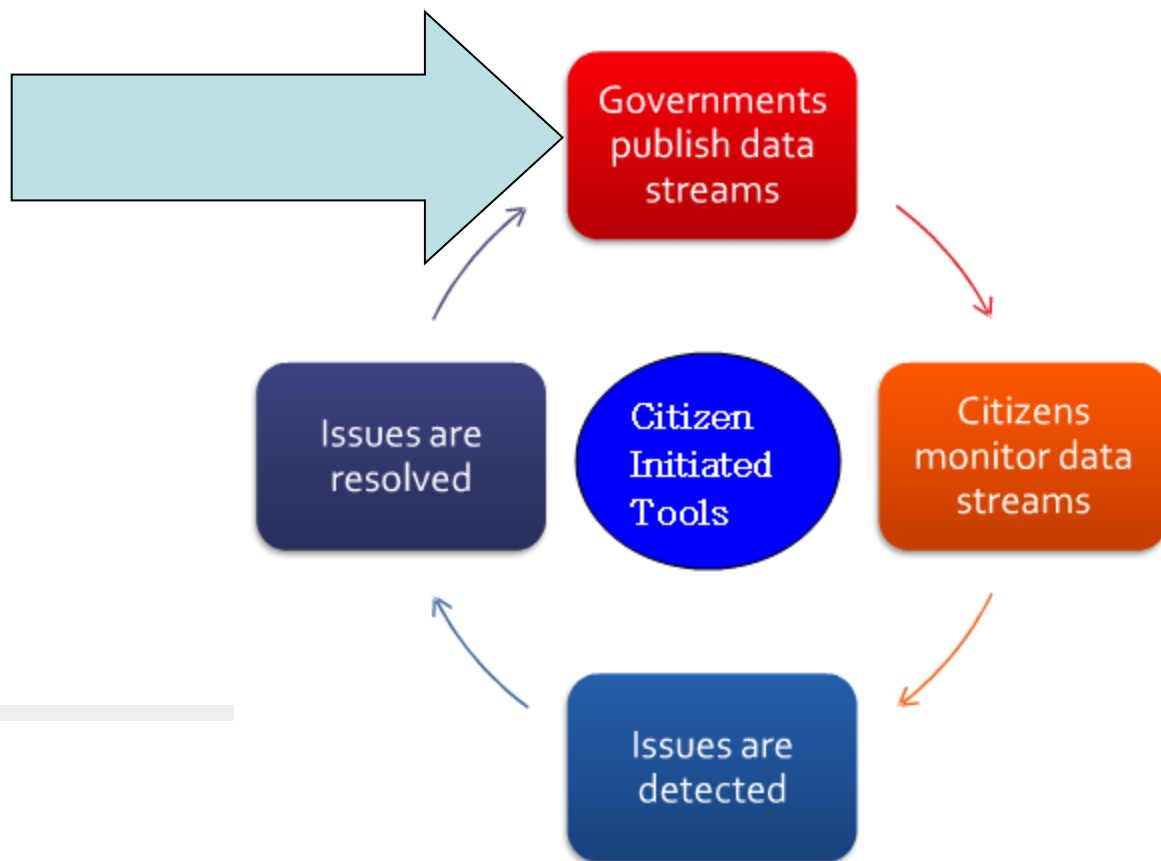 Governments
publish data
streams
Citizens
monitor data
streams
Issues are
detected
Issues are
resolved
Citizen
Initiated
Tools